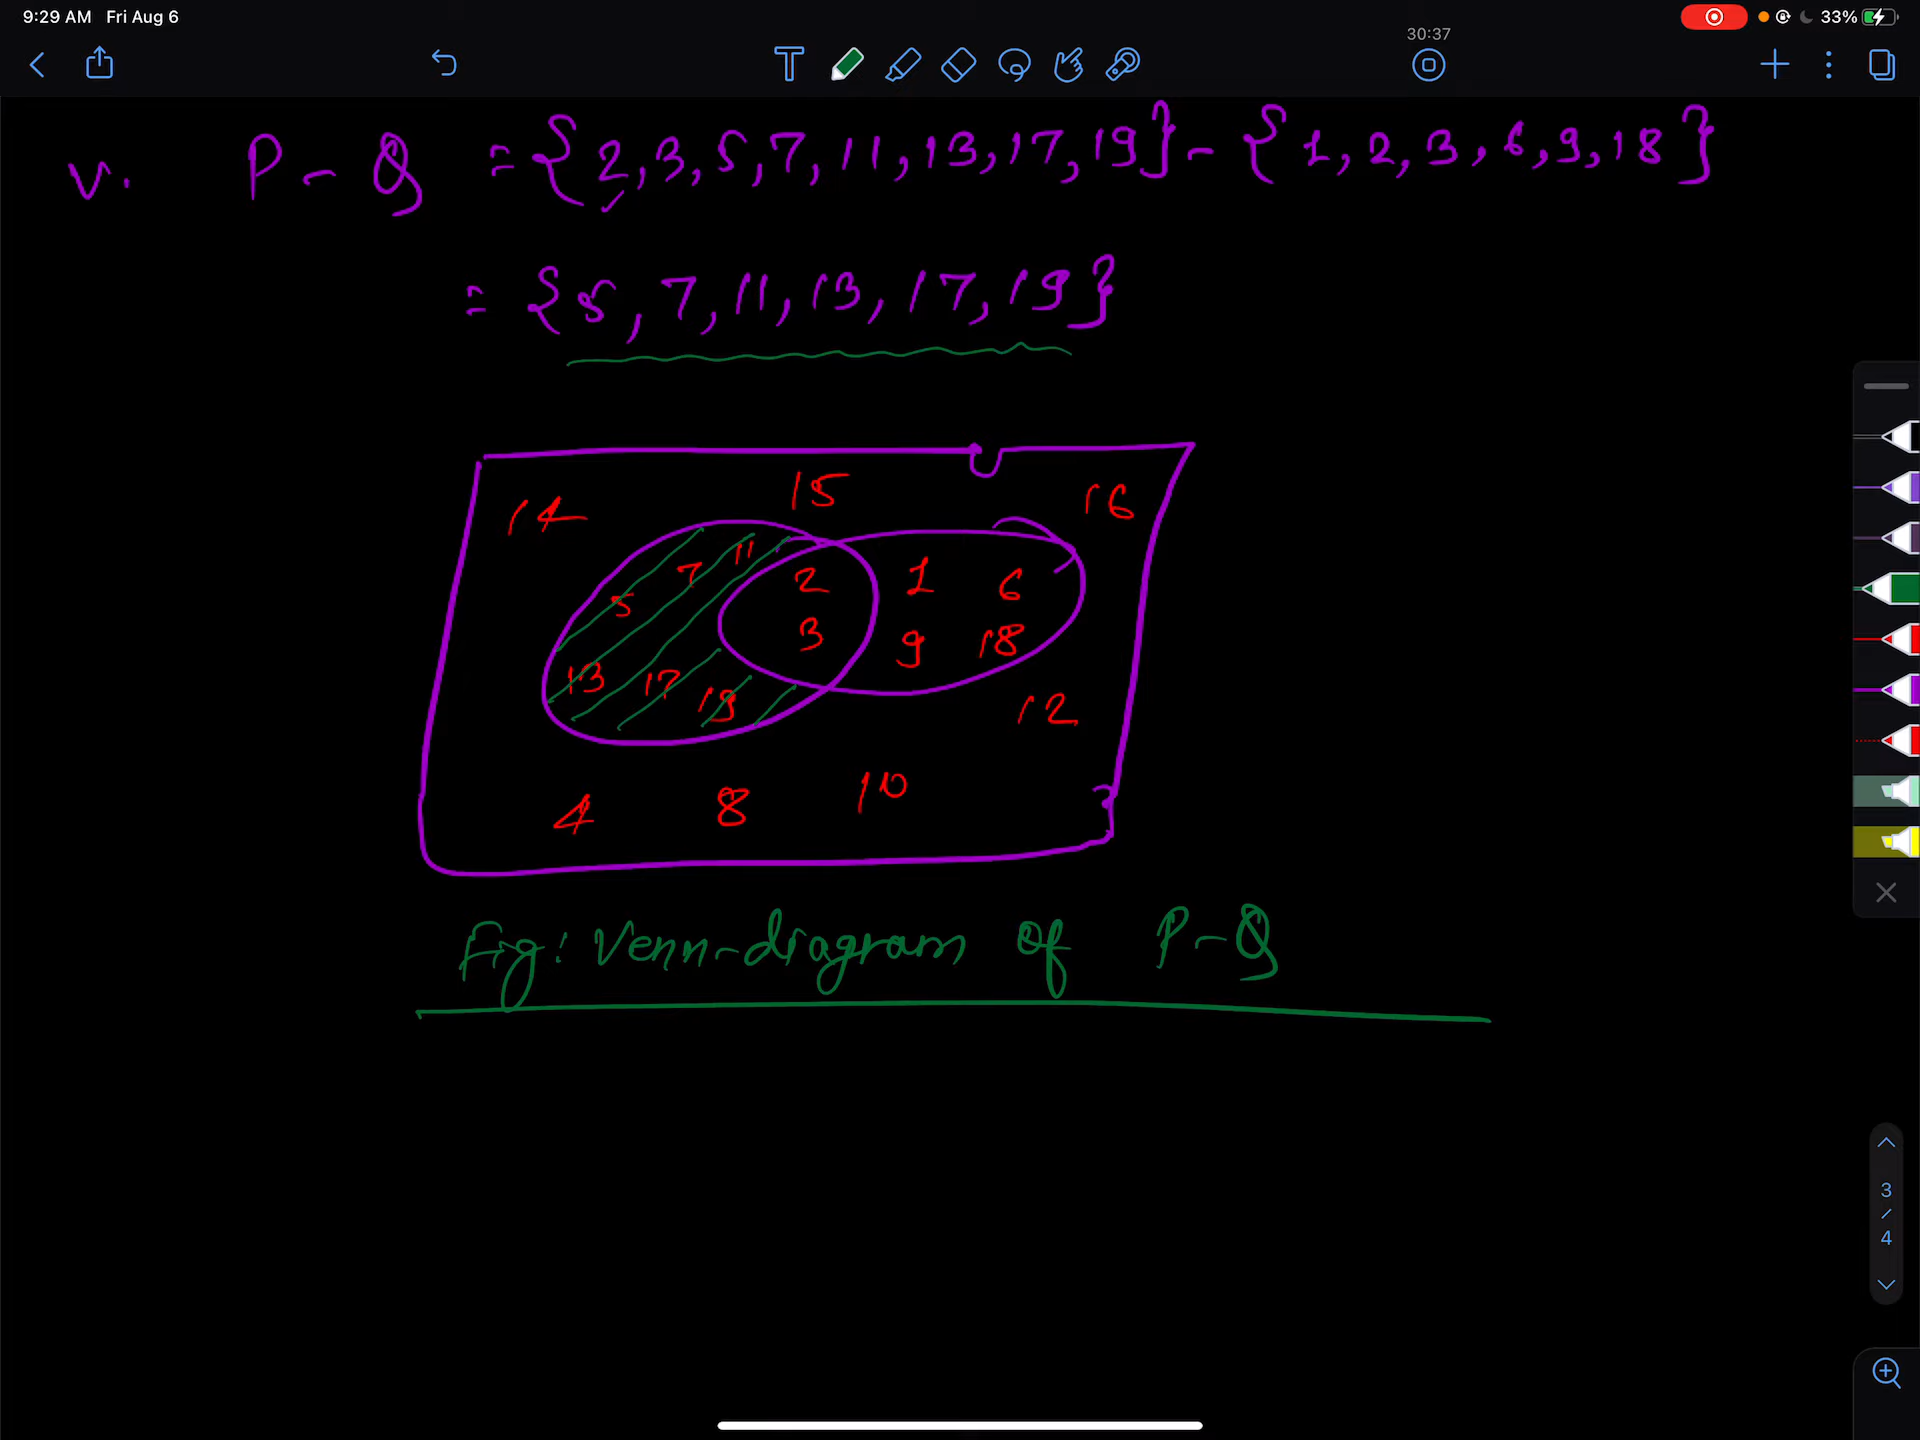 9:29 AM Fri Aug 6
33%
30:37
v. P - Q = {2, 3, 5, 7, 11, 13, 17, 19} - {1, 2, 3, 6, 9, 18}
= {5, 7, 11, 13, 17, 19}
U
14 15 16
7 11 2 1 6
5
3 9 18
13 17 19
12
4 8 10
Fig: Venn-diagram of P-Q
3
/
4